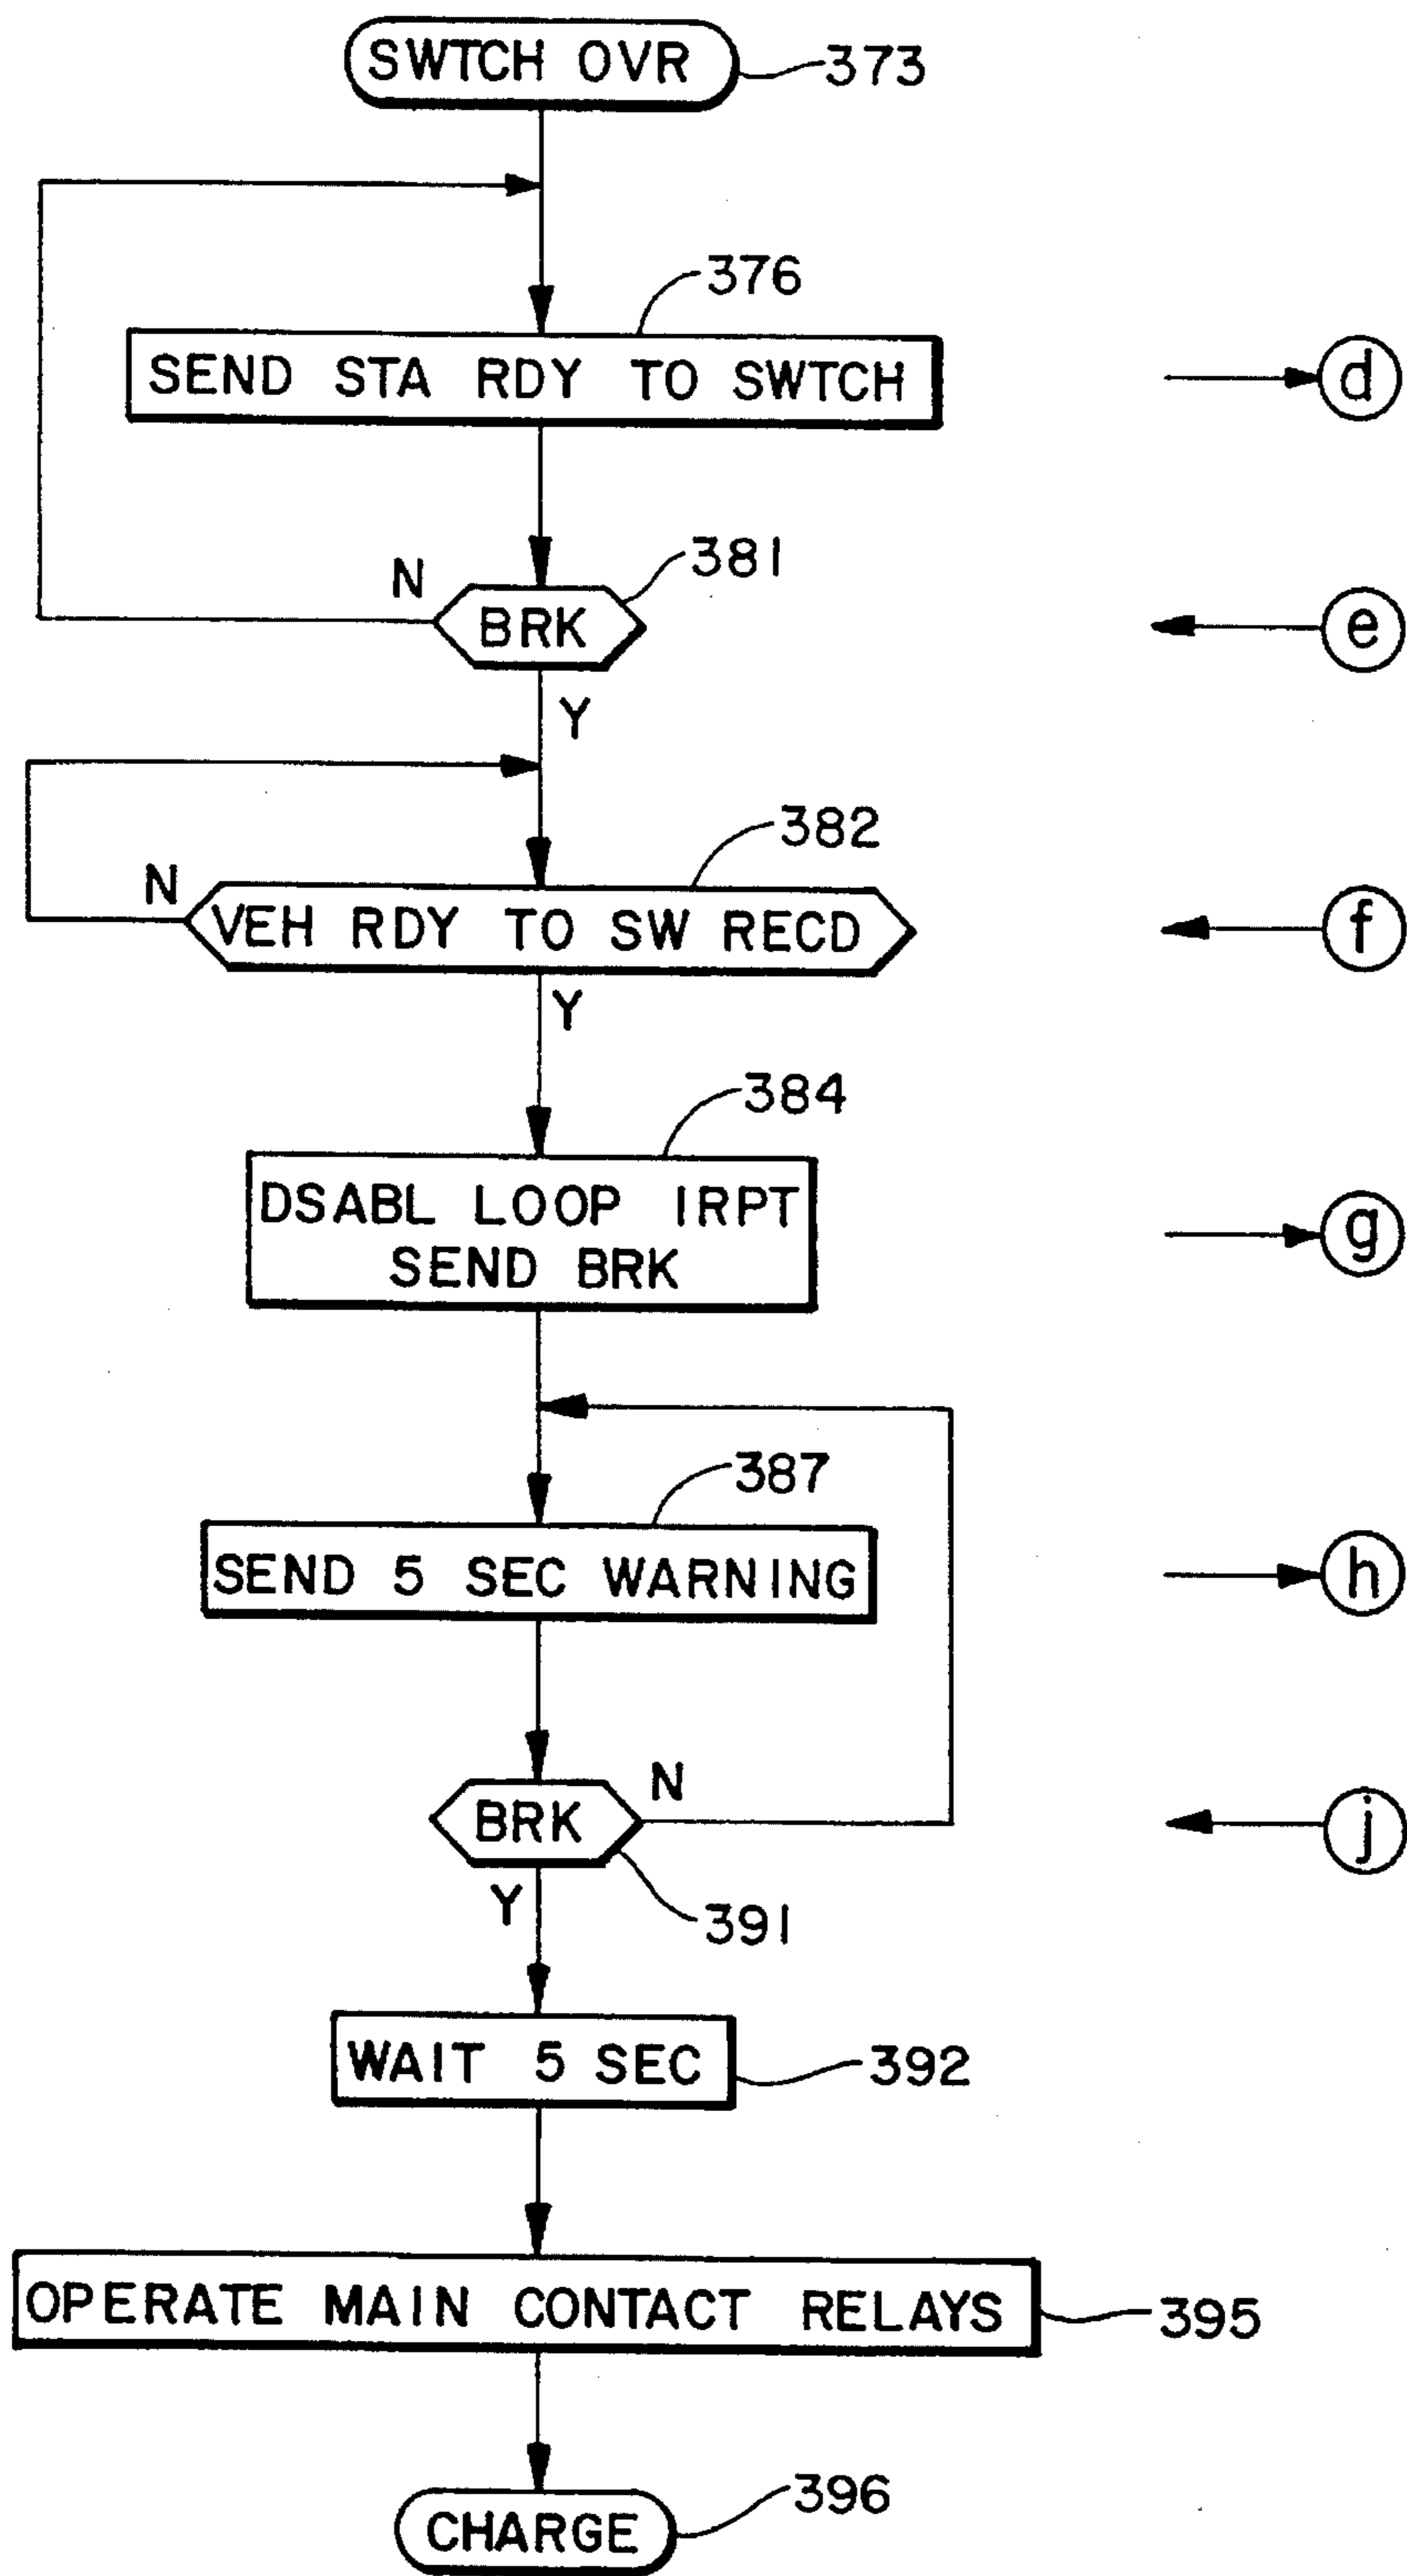 SWTCH OVR
373
376
SEND STA RDY TO SWTCH
d
381
N
BRK
e
Y
382
N
VEH RDY TO SW RECD
f
Y
384
DSABL LOOP IRPT
SEND BRK
g
387
SEND 5 SEC WARNING
h
N
BRK
j
Y
391
WAIT 5 SEC
392
OPERATE MAIN CONTACT RELAYS
395
396
CHARGE